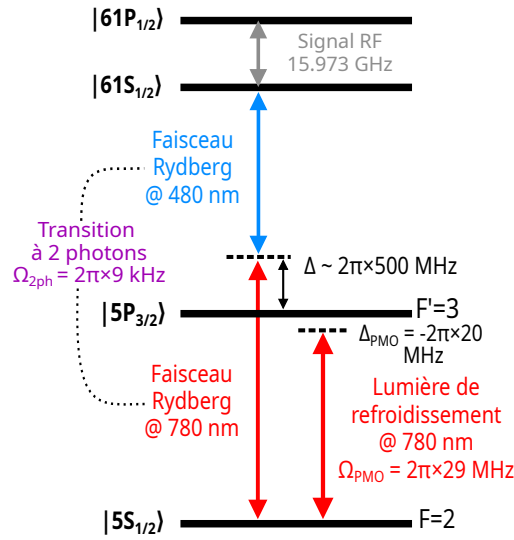 |61P₁/₂⟩
Signal RF
15.973 GHz
|61S₁/₂⟩
Faisceau
Rydberg
@ 480 nm
Transition
à 2 photons
Ω₂ₚₕ = 2π×9 kHz
Δ ~ 2π×500 MHz
|5P₃/₂⟩
F'=3
Δ_PMO = -2π×20
MHz
Faisceau
Rydberg
@ 780 nm
Lumière de
refroidissement
@ 780 nm
Ω_PMO = 2π×29 MHz
|5S₁/₂⟩
F=2